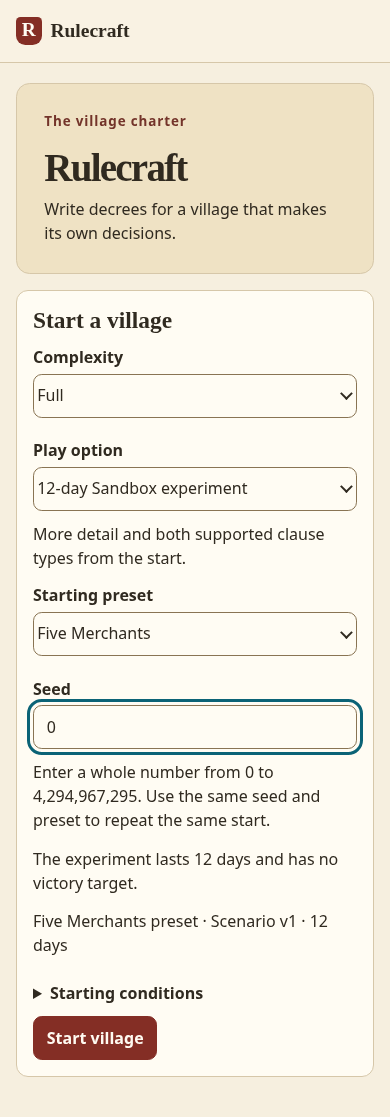 R Rulecraft
The village charter
Rulecraft
Write decrees for a village that makes
its own decisions.
Start a village
Complexity
Full
Play option
12-day Sandbox experiment
More detail and both supported clause
types from the start.
Starting preset
Five Merchants
Seed
0
Enter a whole number from 0 to
4,294,967,295. Use the same seed and
preset to repeat the same start.
The experiment lasts 12 days and has no
victory target.
Five Merchants preset · Scenario v1 · 12
days
Starting conditions
Start village